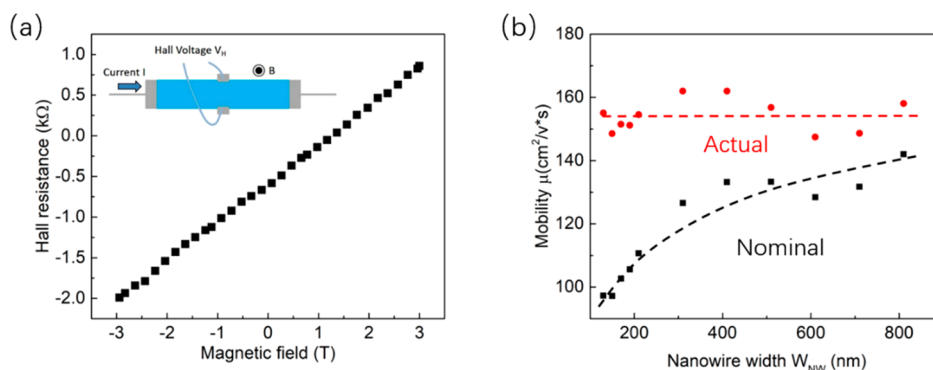 (a)
Hall Voltage V_H
Current I
B
1.0
0.5
0.0
-0.5
-1.0
-1.5
-2.0
Hall resistance (kΩ)
-3 -2 -1 0 1 2 3
Magnetic field (T)
(b)
180
160
140
120
100
Mobility μ(cm²/v*s)
Actual
Nominal
200 400 600 800
Nanowire width W_NW (nm)